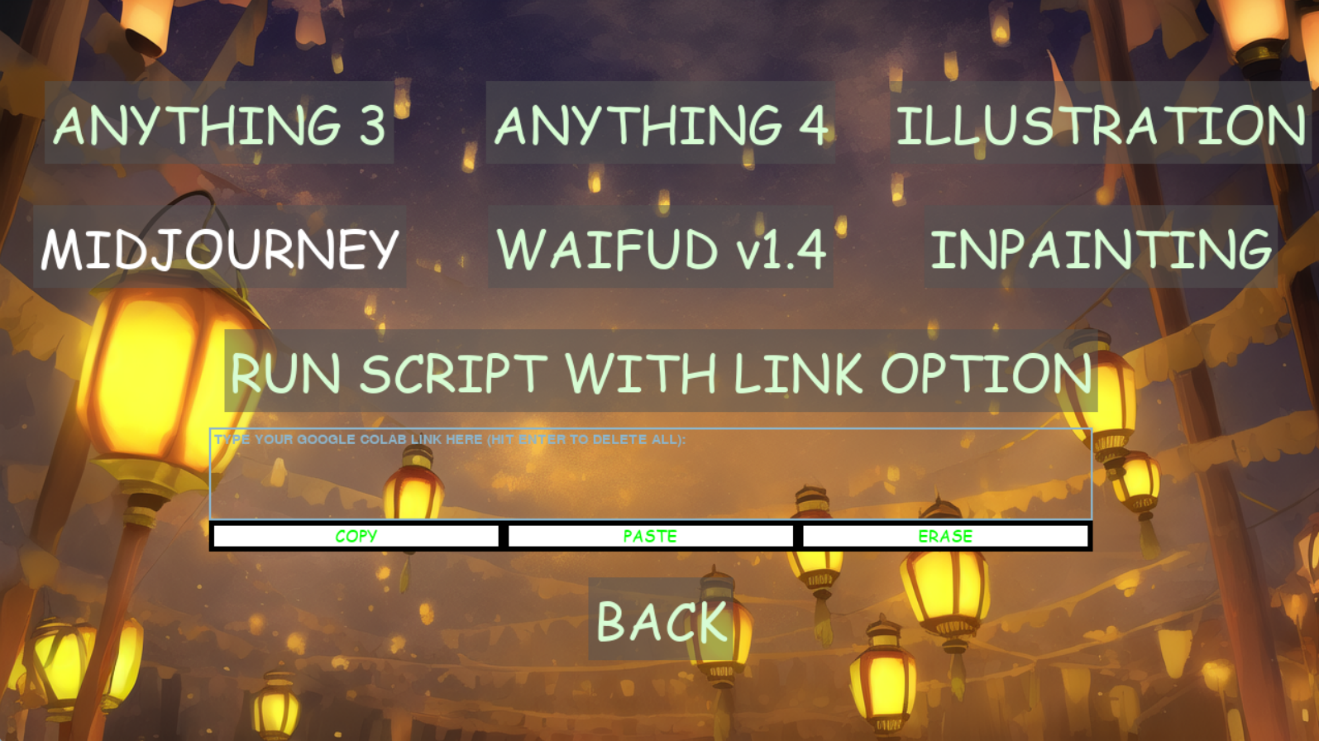 ANYTHING 3 ANYTHING 4 ILLUSTRATION
MIDJOURNEY WAIFUD v1.4 INPAINTING
RUN SCRIPT WITH LINK OPTION
TYPE YOUR GOOGLE COLAB LINK HERE (HIT ENTER TO DELETE ALL):
COPY PASTE ERASE
BACK